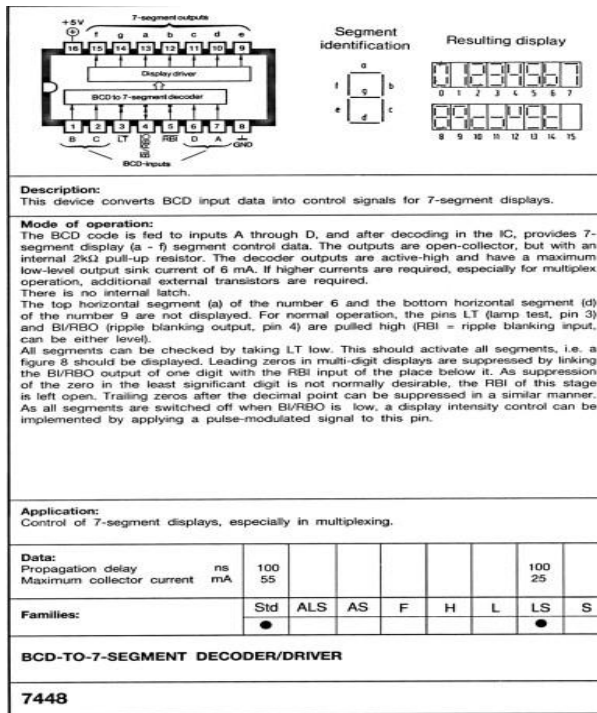 7-segment outputs
+5V
f g a b c d e
16 15 14 13 12 11 10 9
Display driver
BCD to 7-segment decoder
1 2 3 4 5 6 7 8
B C LT BI/RBO RBI D A GND
BCD-inputs
Segment identification
a
f b
g
e c
d
Resulting display
0 1 2 3 4 5 6 7
8 9 10 11 12 13 14 15
Description:
This device converts BCD input data into control signals for 7-segment displays.
Mode of operation:
The BCD code is fed to inputs A through D, and after decoding in the IC, provides 7-
segment display (a - f) segment control data. The outputs are open-collector, but with an
internal 2kΩ pull-up resistor. The decoder outputs are active-high and have a maximum
low-level output sink current of 6 mA. If higher currents are required, especially for multiplex
operation, additional external transistors are required.
There is no internal latch.
The top horizontal segment (a) of the number 6 and the bottom horizontal segment (d)
of the number 9 are not displayed. For normal operation, the pins LT (lamp test, pin 3)
and BI/RBO (ripple blanking output, pin 4) are pulled high (RBI = ripple blanking input,
can be either level).
All segments can be checked by taking LT low. This should activate all segments, i.e. a
figure 8 should be displayed. Leading zeros in multi-digit displays are suppressed by linking
the BI/RBO output of one digit with the RBI input of the place below it. As suppression
of the zero in the least significant digit is not normally desirable, the RBI of this stage
is left open. Trailing zeros after the decimal point can be suppressed in a similar manner.
As all segments are switched off when BI/RBO is low, a display intensity control can be
implemented by applying a pulse-modulated signal to this pin.
Application:
Control of 7-segment displays, especially in multiplexing.
Data:
Propagation delay ns 100 100
Maximum collector current mA 55 25
Families: Std ALS AS F H L LS S
BCD-TO-7-SEGMENT DECODER/DRIVER
7448